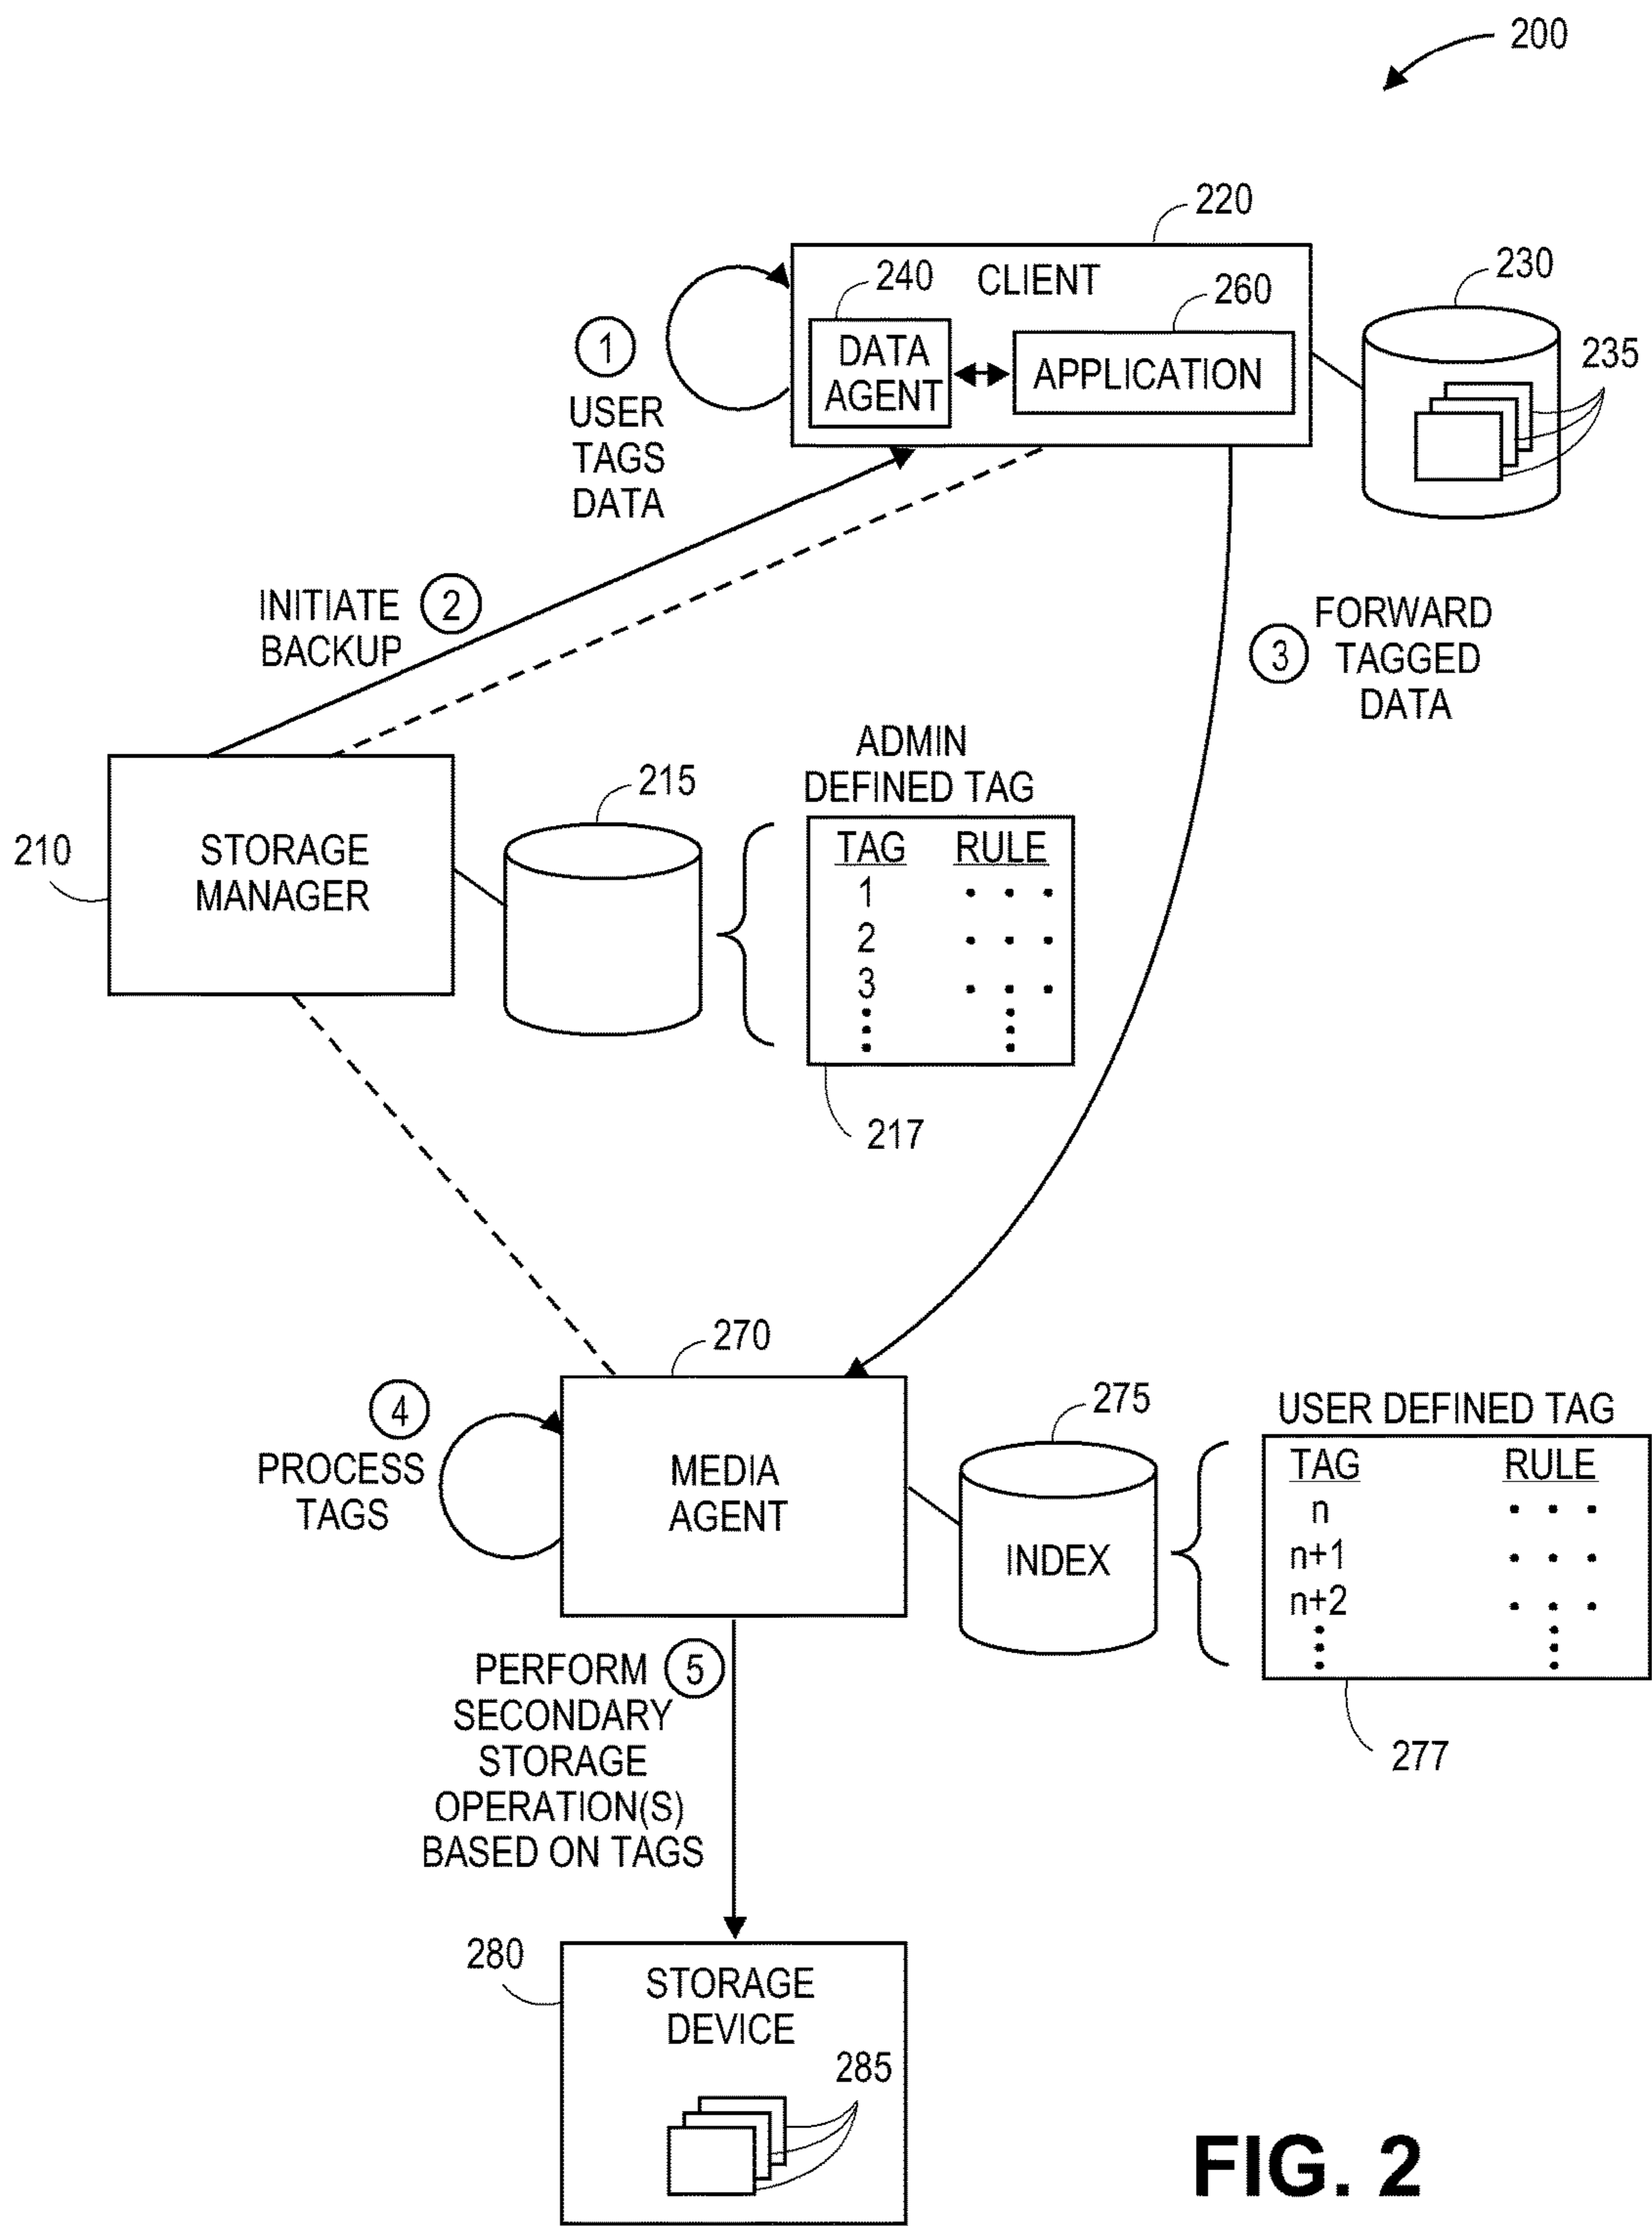 200
220
240
CLIENT
260
230
235
DATA
AGENT
APPLICATION
1
USER
TAGS
DATA
INITIATE
BACKUP
2
3
FORWARD
TAGGED
DATA
210
STORAGE
MANAGER
215
ADMIN
DEFINED TAG
TAG RULE
1 . . .
2 . . .
3 . . .
217
270
4
PROCESS
TAGS
MEDIA
AGENT
275
INDEX
USER DEFINED TAG
TAG RULE
n . . .
n+1 . . .
n+2 . . .
277
PERFORM
SECONDARY
STORAGE
OPERATION(S)
BASED ON TAGS
5
280
STORAGE
DEVICE
285
FIG. 2